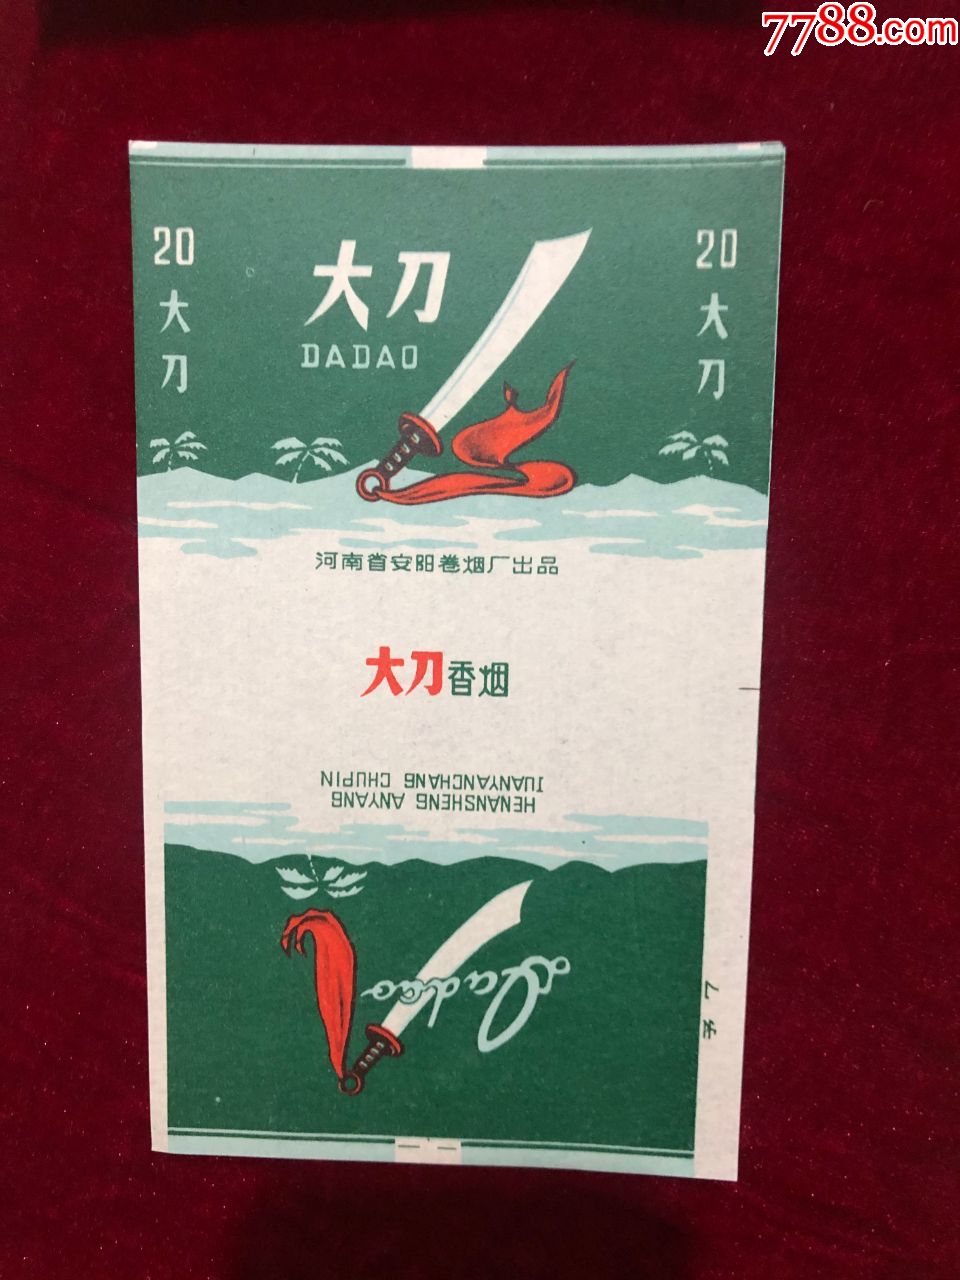 7788.com
20
大刀
大刀
DADAO
20
大刀
河南省安阳卷烟厂出品
大刀香烟
HENANSHENG ANYANG
JUANYANCHANG CHUPIN
Dadao